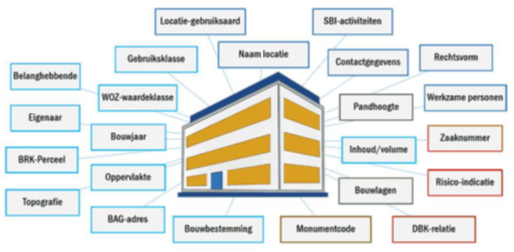 Locatie-gebruiksaard
SBI-activiteiten
Gebruiksklasse
Naam locatie
Contactgegevens
Rechtsvorm
Belanghebbende
WOZ-waardeklasse
Pandhoogte
Werkzame personen
Eigenaar
Bouwjaar
Inhoud/volume
Zaaknummer
BRK-Perceel
Oppervlakte
Bouwlagen
Risico-indicatie
Topografie
BAG-adres
Bouwbestemming
Monumentcode
DBK-relatie